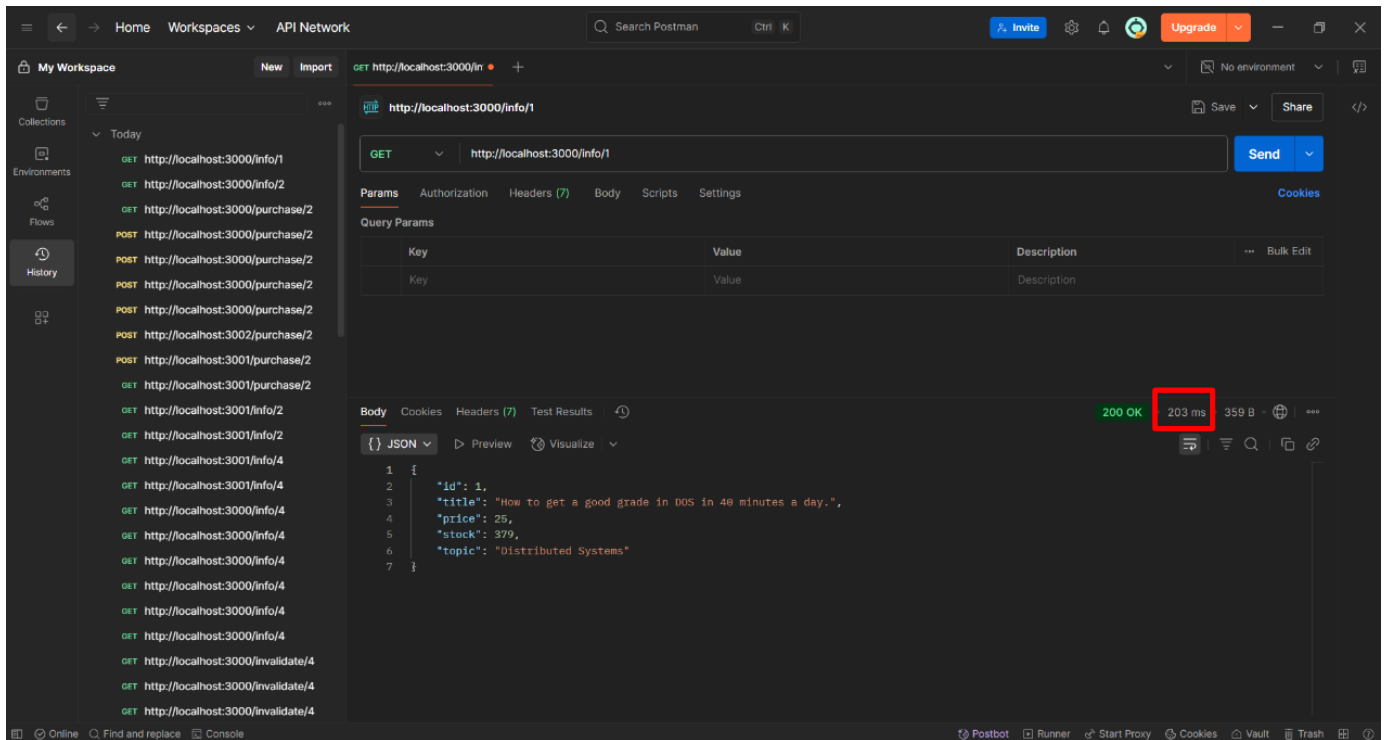 Home Workspaces API Network Search Postman Ctrl K Invite Upgrade
My Workspace New Import GET http://localhost:3000/in No environment
Collections
Environments
Flows
History
Today
GET http://localhost:3000/info/1
GET http://localhost:3000/info/2
GET http://localhost:3000/purchase/2
POST http://localhost:3000/purchase/2
POST http://localhost:3000/purchase/2
POST http://localhost:3000/purchase/2
POST http://localhost:3000/purchase/2
POST http://localhost:3002/purchase/2
POST http://localhost:3001/purchase/2
GET http://localhost:3001/purchase/2
GET http://localhost:3001/info/2
GET http://localhost:3001/info/2
GET http://localhost:3001/info/4
GET http://localhost:3001/info/4
GET http://localhost:3000/info/4
GET http://localhost:3000/info/4
GET http://localhost:3000/info/4
GET http://localhost:3000/info/4
GET http://localhost:3000/info/4
GET http://localhost:3000/info/4
GET http://localhost:3000/invalidate/4
GET http://localhost:3000/invalidate/4
GET http://localhost:3000/invalidate/4
HTTP http://localhost:3000/info/1 Save Share </>
GET http://localhost:3000/info/1 Send
Params Authorization Headers (7) Body Scripts Settings Cookies
Query Params
Key Value Description Bulk Edit
Key Value Description
Body Cookies Headers (7) Test Results 200 OK 203 ms 359 B
{} JSON Preview Visualize
1 {
2 "id": 1,
3 "title": "How to get a good grade in DOS in 40 minutes a day.",
4 "price": 25,
5 "stock": 379,
6 "topic": "Distributed Systems"
7 }
Online Find and replace Console Postbot Runner Start Proxy Cookies Vault Trash